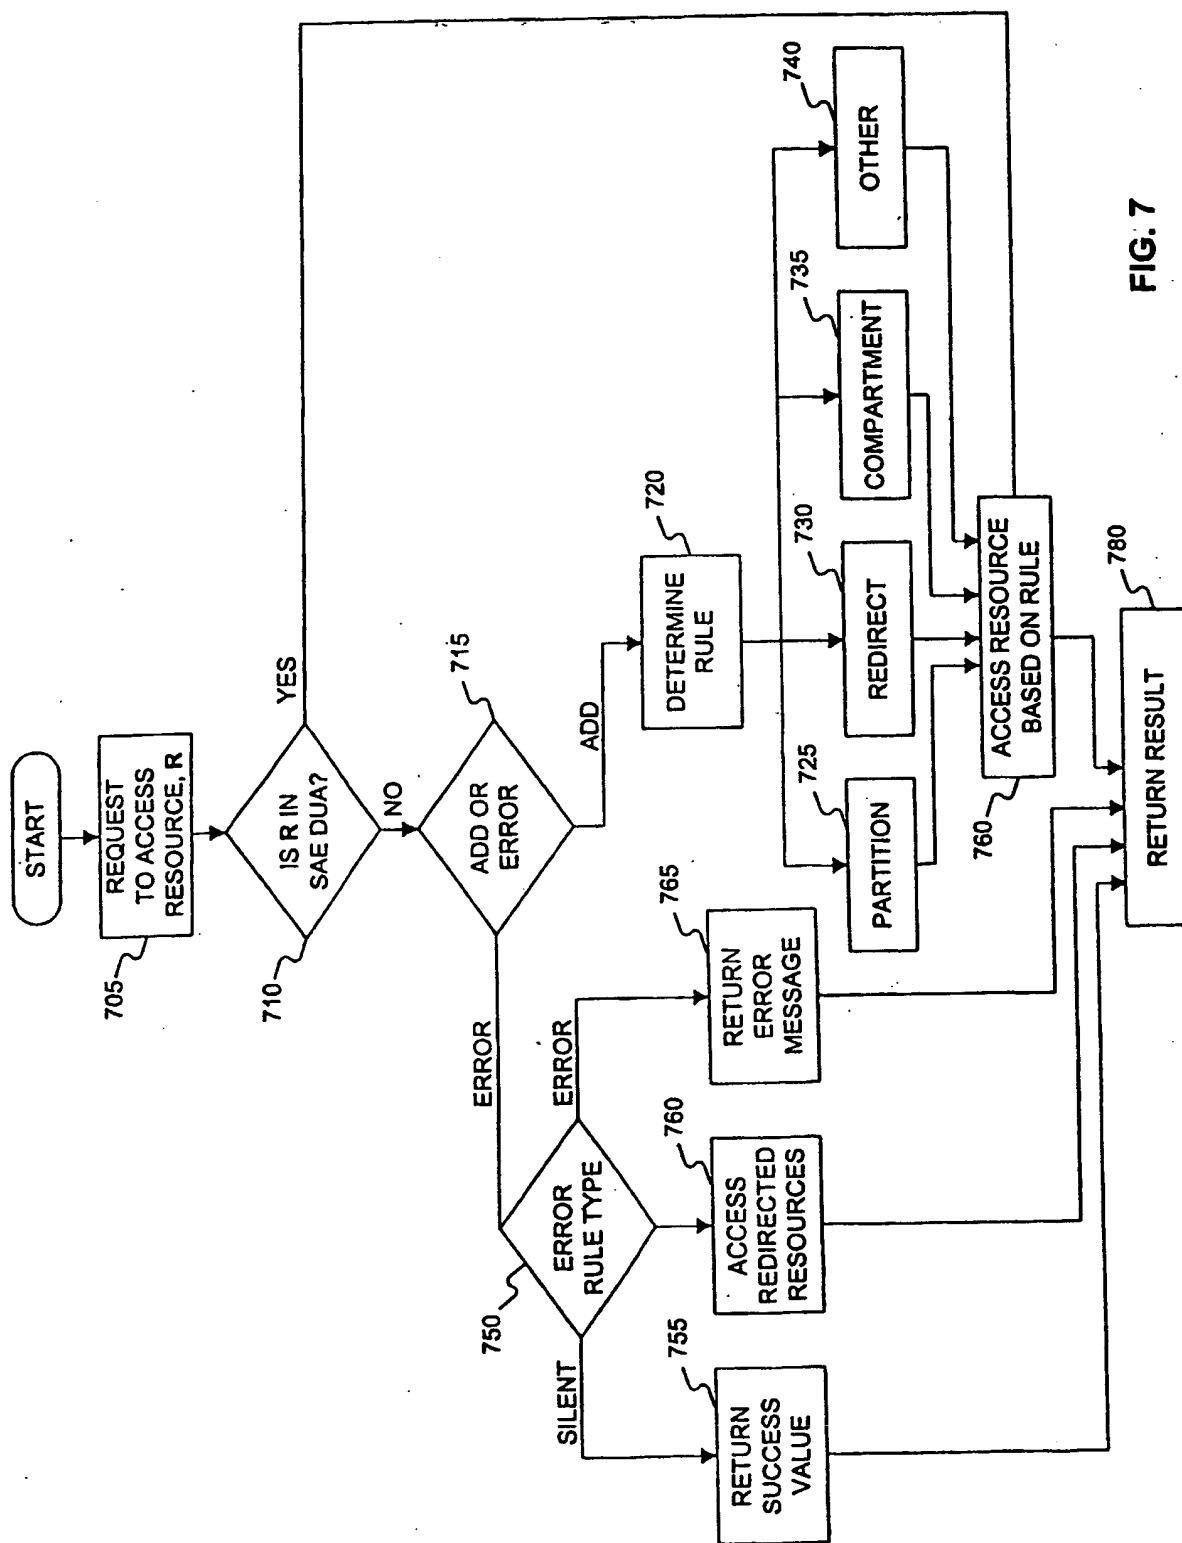 START
REQUEST
TO ACCESS
RESOURCE, R
705
IS R IN
SAE DUA?
710
YES
NO
ADD OR
ERROR
715
ERROR
ADD
DETERMINE
RULE
720
ERROR
RULE TYPE
750
SILENT
ERROR
RETURN
SUCCESS
VALUE
755
ACCESS
REDIRECTED
RESOURCES
760
RETURN
ERROR
MESSAGE
765
PARTITION
725
REDIRECT
730
COMPARTMENT
735
OTHER
740
ACCESS RESOURCE
BASED ON RULE
760
RETURN RESULT
780
FIG. 7